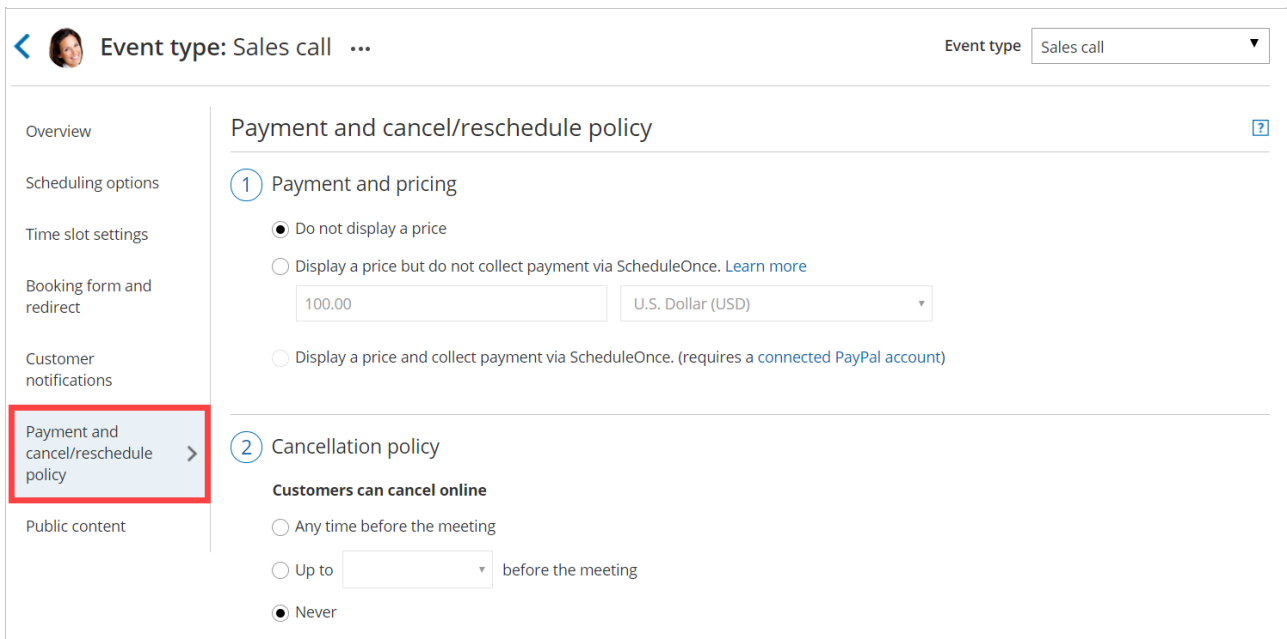 Event type: Sales call ...
Event type Sales call
Overview
Scheduling options
Time slot settings
Booking form and
redirect
Customer
notifications
Payment and
cancel/reschedule
policy
Public content
Payment and cancel/reschedule policy
?
1 Payment and pricing
Do not display a price
Display a price but do not collect payment via ScheduleOnce. Learn more
100.00 U.S. Dollar (USD)
Display a price and collect payment via ScheduleOnce. (requires a connected PayPal account)
2 Cancellation policy
Customers can cancel online
Any time before the meeting
Up to before the meeting
Never